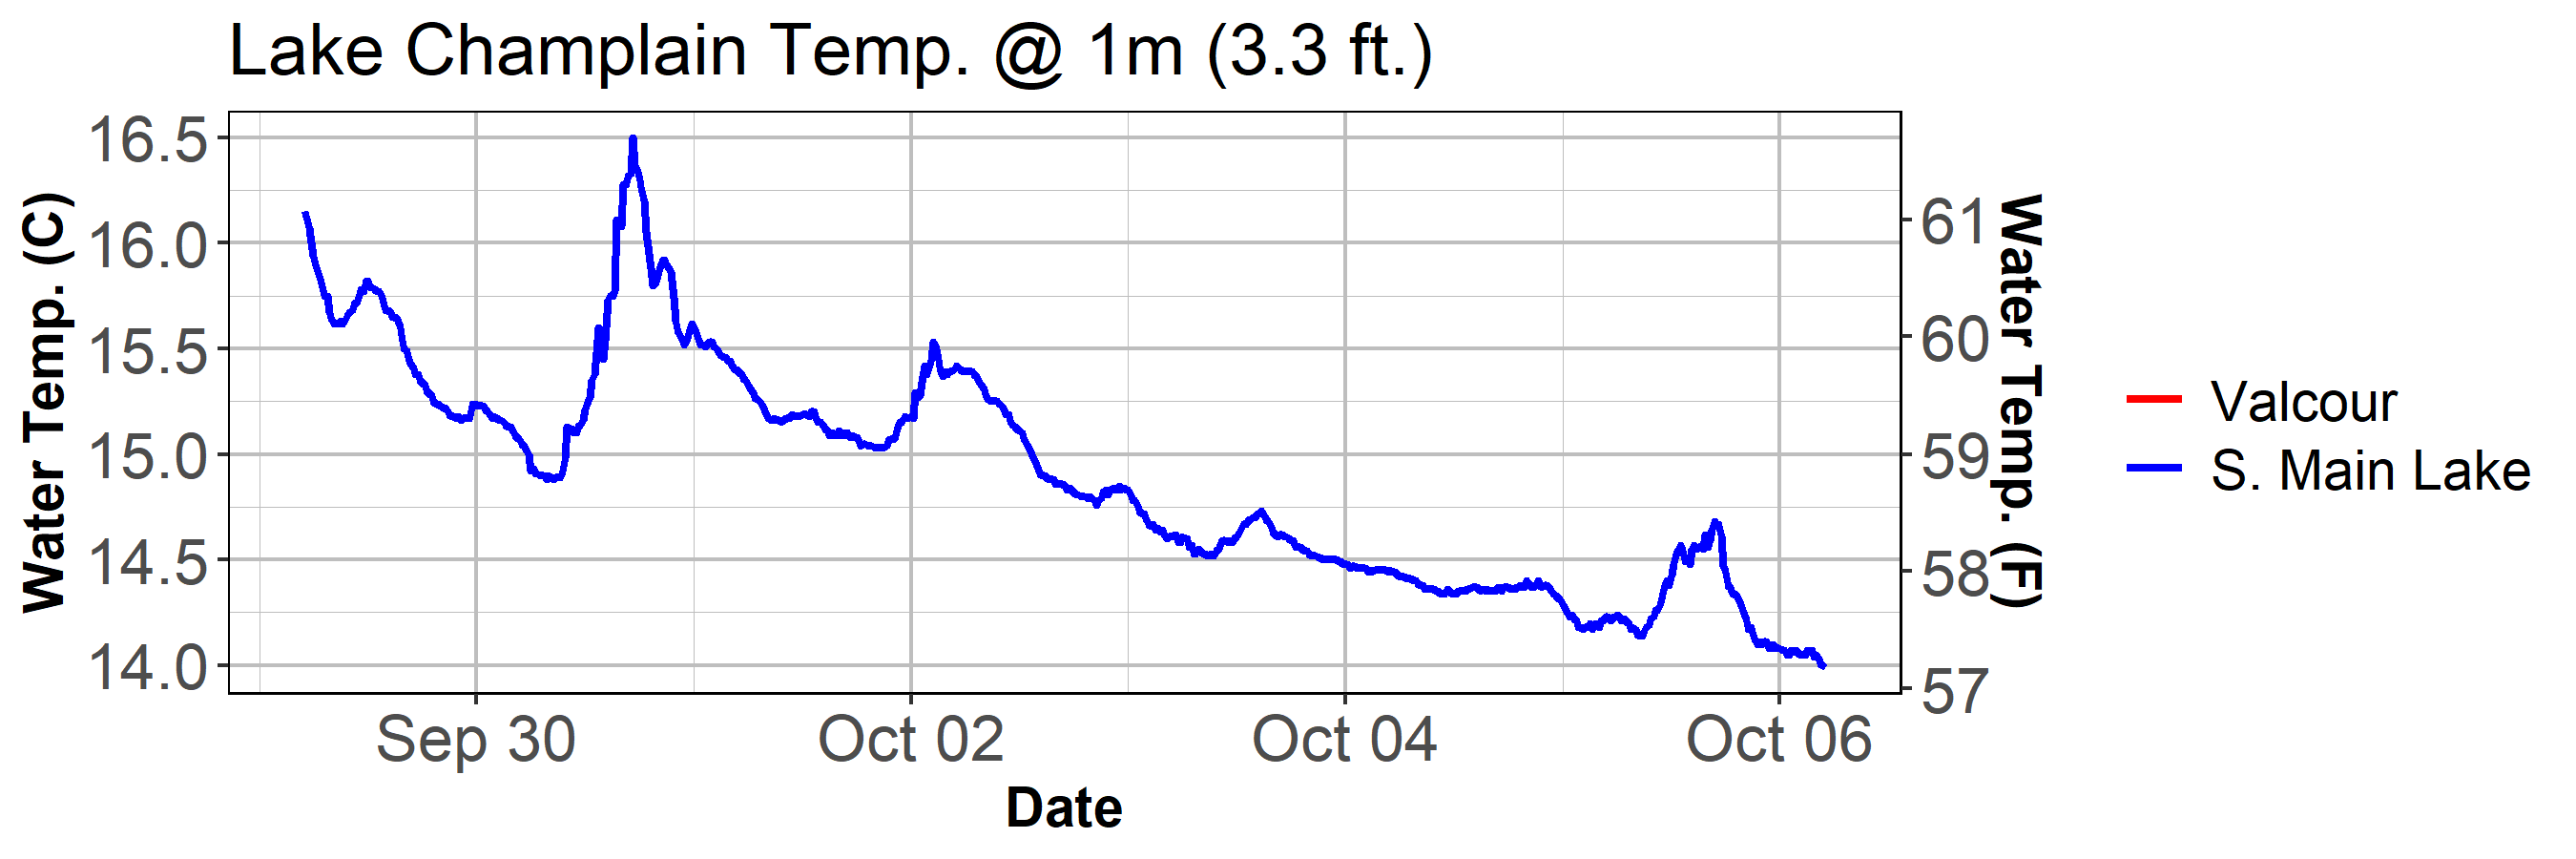 Lake Champlain Temp. @ 1m (3.3 ft.)
Water Temp. (C)
16.5
16.0
15.5
15.0
14.5
14.0
61
60
59
58
57
Water Temp. (F)
Sep 30
Oct 02
Oct 04
Oct 06
Date
Valcour
S. Main Lake